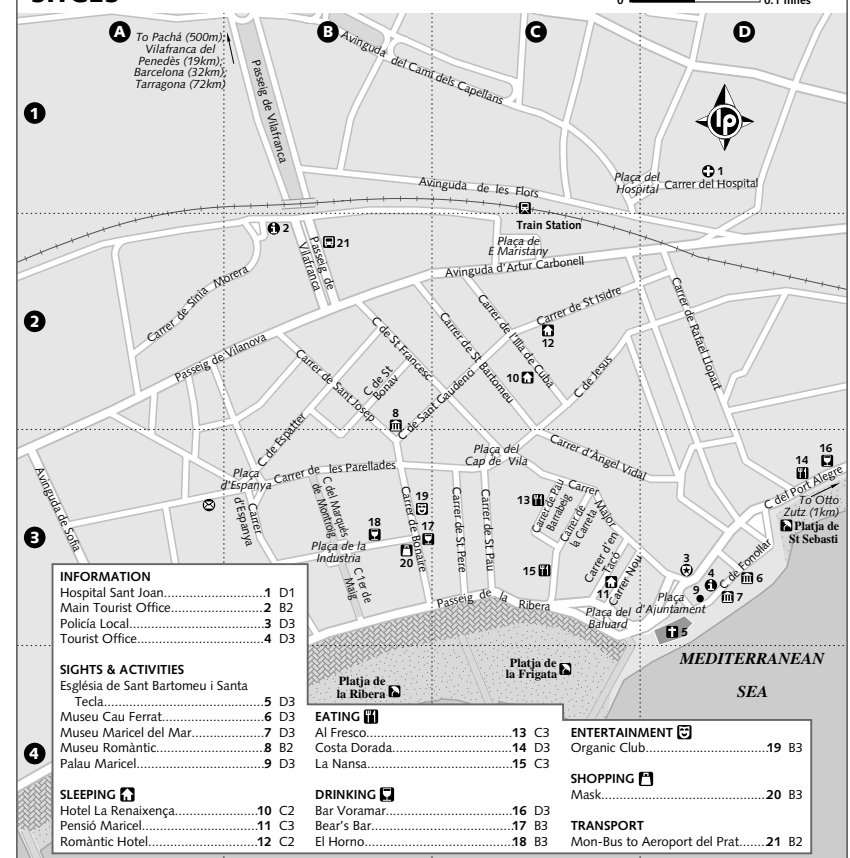 0 0.1 miles
A B C D
To Pachá (500m);
Vilafranca del
Penedès (19km);
Barcelona (32km);
Tarragona (72km)
Passeig de Vilafranca
Avinguda del Camí dels Capellans
1
lp
1
Plaça del
Hospital
Carrer del Hospital
Avinguda de les Flors
Train Station
2
21
Passeig de
Vilafranca
Plaça de
E Maristany
Avinguda d'Artur Carbonell
Carrer de Sínia Morera
2
Passeig de Vilanova
Carrer de St Isidre
12
Carrer de l'Illa de Cuba
Carrer de Rafael Llopart
C de St Francesc
Carrer de St Bartomeu
C de St
Bonav
Carrer de Sant Josep
10
C de Jesus
8
C de Sant Gaudenci
C de Espatter
Plaça del
Cap de Vila
Carrer d'Àngel Vidal
16
14
C del Port Alegre
To Otto
Zutz (1km)
Platja de
St Sebasti
Avinguda de Sofia
Plaça
d'Espanya
Carrer de les Parellades
Carrer
d'Espanya
C del Marquès
de Montroig
Carrer de Bonaire
Carrer de St Pere
Carrer de St Pau
13
Carrer de Pau
Barrabeig
Carrer
Major
Carrer de
la Carreta
Carrer d'en
Tacó
Carrer Nou
19
18
17
20
3
Plaça de la
Industria
C 1er de
Maig
15
11
3
4
9
C de Fonollar
6
7
Plaça
d'Ajuntament
Plaça del
Baluard
5
Passeig de la Ribera
MEDITERRANEAN
SEA
Platja de
la Frigata
Platja de
la Ribera
4
INFORMATION
Hospital Sant Joan 1 D1
Main Tourist Office 2 B2
Policía Local 3 D3
Tourist Office 4 D3
SIGHTS & ACTIVITIES
Església de Sant Bartomeu i Santa
Tecla 5 D3
Museu Cau Ferrat 6 D3
Museu Maricel del Mar 7 D3
Museu Romàntic 8 B2
Palau Maricel 9 D3
SLEEPING
Hotel La Renaixença 10 C2
Pensió Maricel 11 C3
Romàntic Hotel 12 C2
EATING
Al Fresco 13 C3
Costa Dorada 14 D3
La Nansa 15 C3
DRINKING
Bar Voramar 16 D3
Bear's Bar 17 B3
El Horno 18 B3
ENTERTAINMENT
Organic Club 19 B3
SHOPPING
Mask 20 B3
TRANSPORT
Mon-Bus to Aeroport del Prat 21 B2